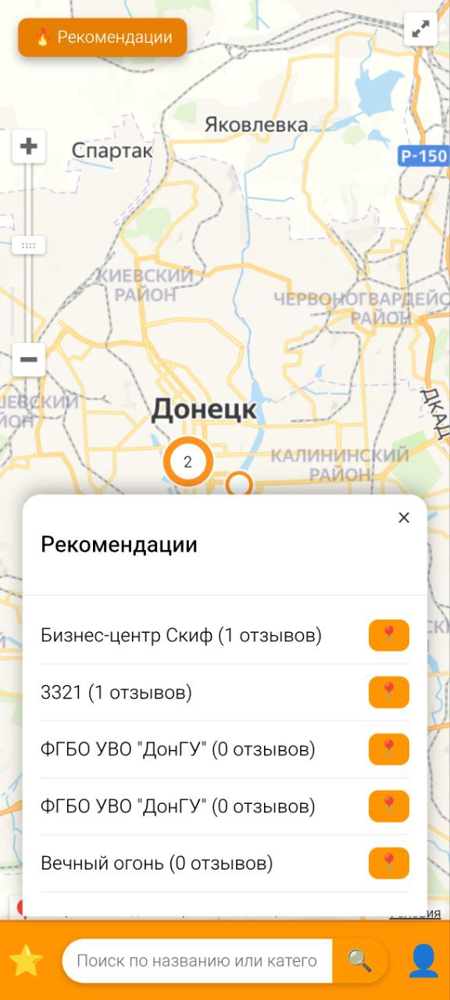 Рекомендации
Яковлевка
Спартак
Р-150
КИЕВСКИЙ
РАЙОН
ЧЕРВОНОГВАРДЕЙС
РАЙОН
ДКАД
Донецк
2
КАЛИНИНСКИЙ
РАЙОН
Рекомендации
Бизнес-центр Скиф (1 отзывов)
3321 (1 отзывов)
ФГБО УВО "ДонГУ" (0 отзывов)
ФГБО УВО "ДонГУ" (0 отзывов)
Вечный огонь (0 отзывов)
Условия
Поиск по названию или катего